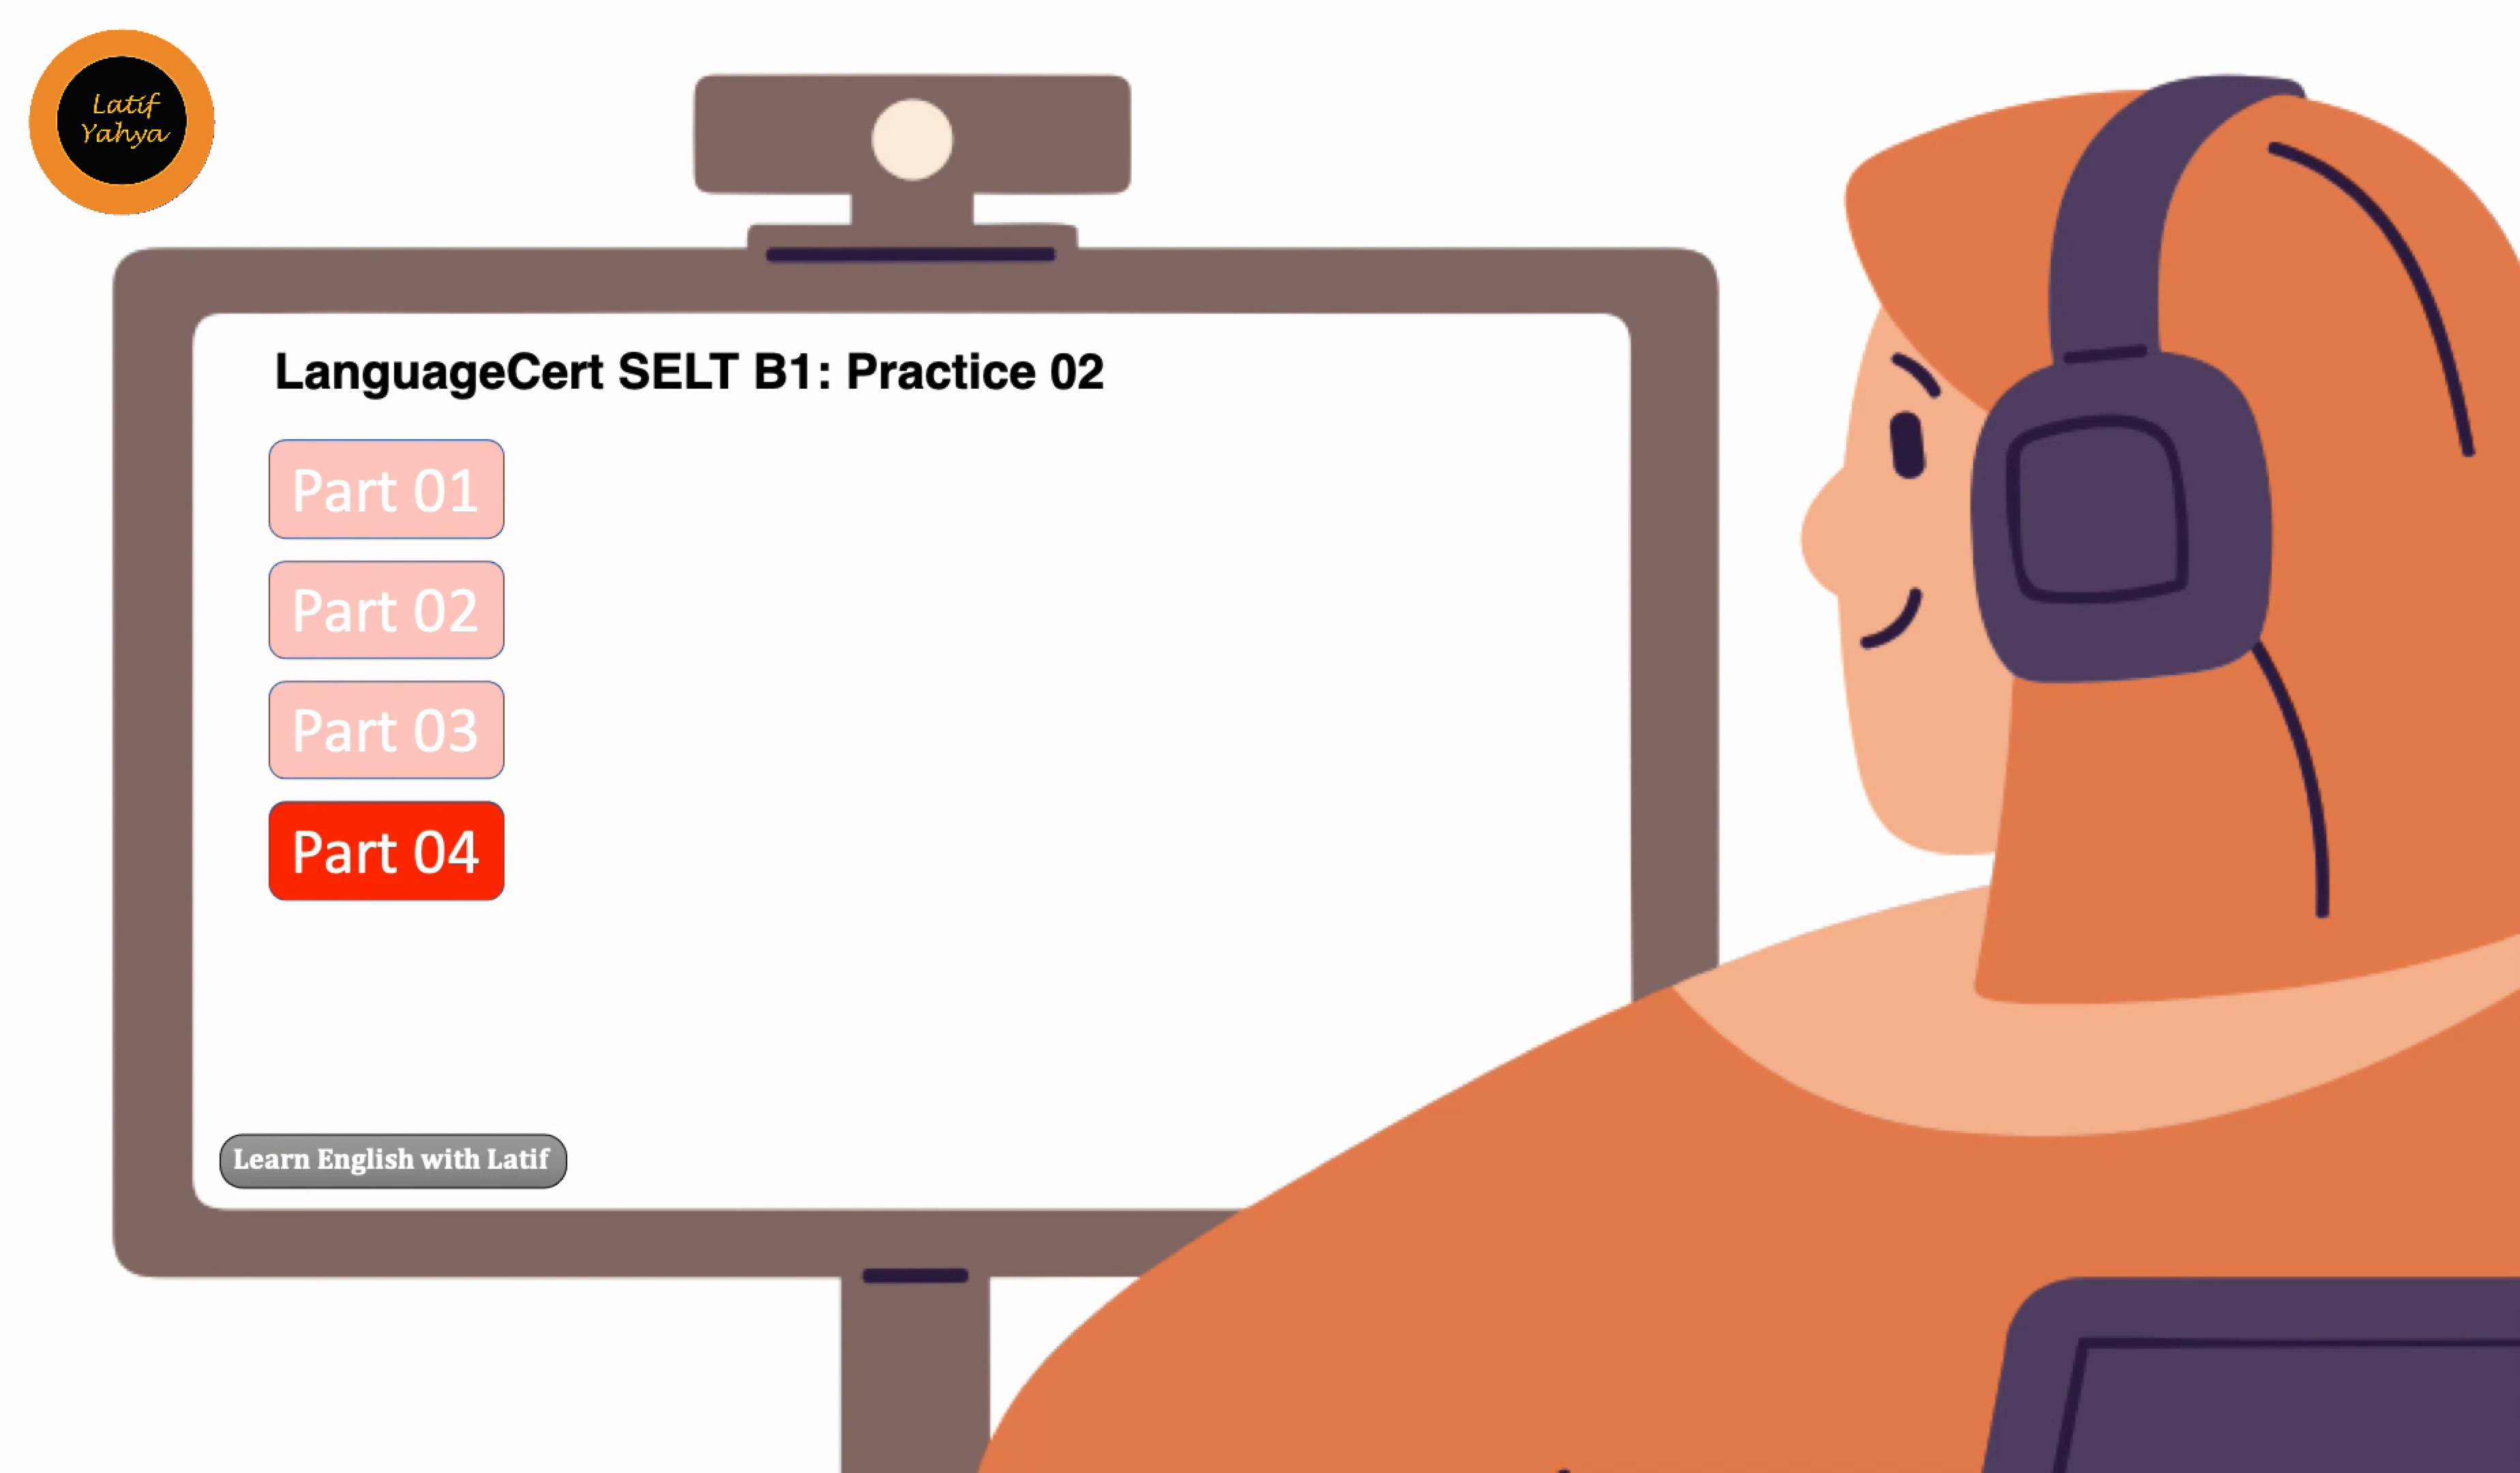 Latif
Yahya
LanguageCert SELT B1: Practice 02
Part 01
Part 02
Part 03
Part 04
Learn English with Latif